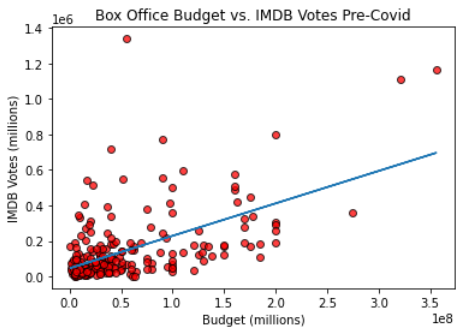 Box Office Budget vs. IMDB Votes Pre-Covid
1e6
1.4
1.2
1.0
0.8
0.6
0.4
0.2
0.0
IMDB Votes (millions)
0.0 0.5 1.0 1.5 2.0 2.5 3.0 3.5
1e8
Budget (millions)